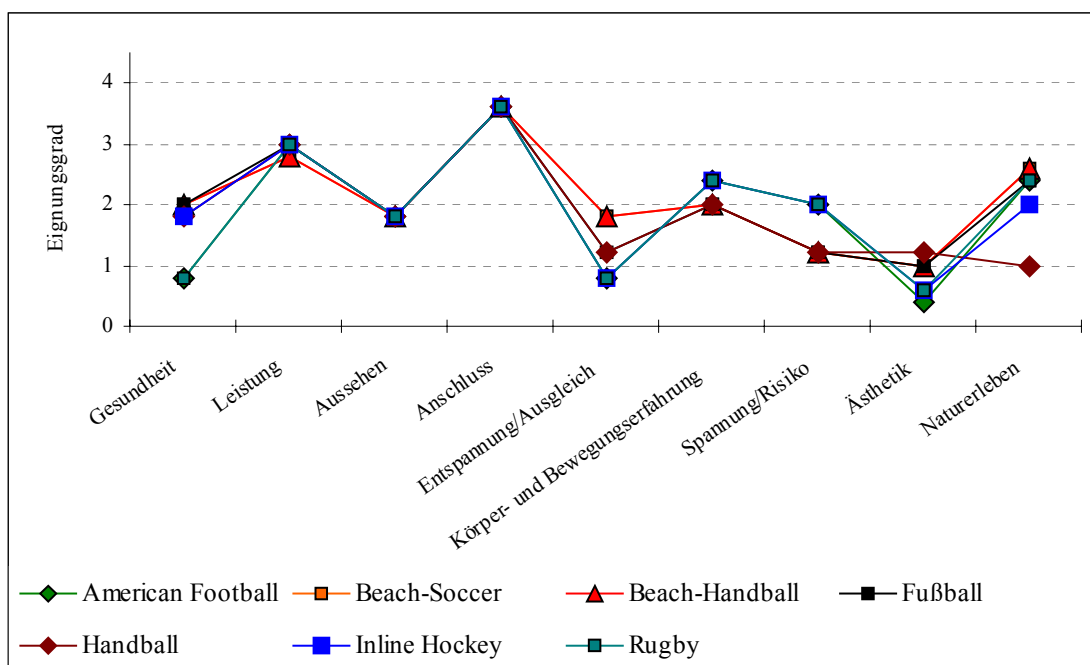 Eignungsgrad
4
3
2
1
0
Gesundheit
Leistung
Aussehen
Anschluss
Entspannung/Ausgleich
Körper- und Bewegungserfahrung
Spannung/Risiko
Ästhetik
Naturerleben
American Football
Beach-Soccer
Beach-Handball
Fußball
Handball
Inline Hockey
Rugby